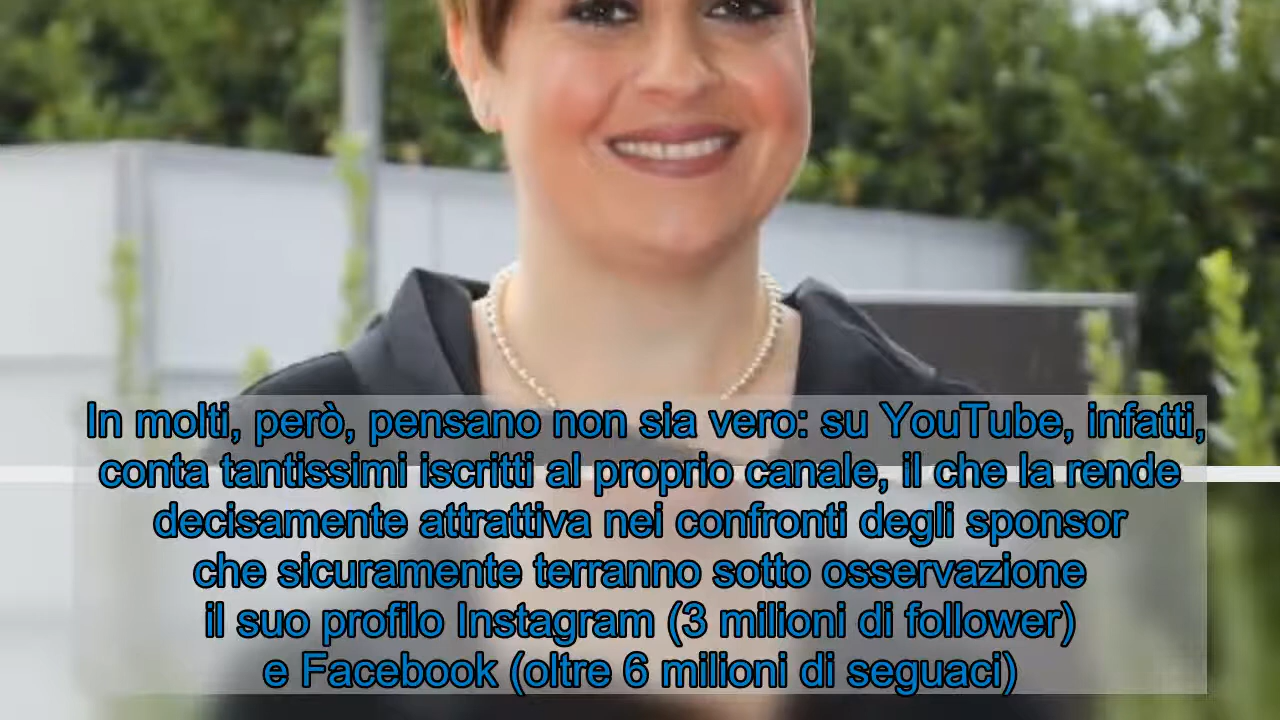 In molti, però, pensano non sia vero: su YouTube, infatti,
conta tantissimi iscritti al proprio canale, il che la rende
decisamente attrattiva nei confronti degli sponsor
che sicuramente terranno sotto osservazione
il suo profilo Instagram (3 milioni di follower)
e Facebook (oltre 6 milioni di seguaci)